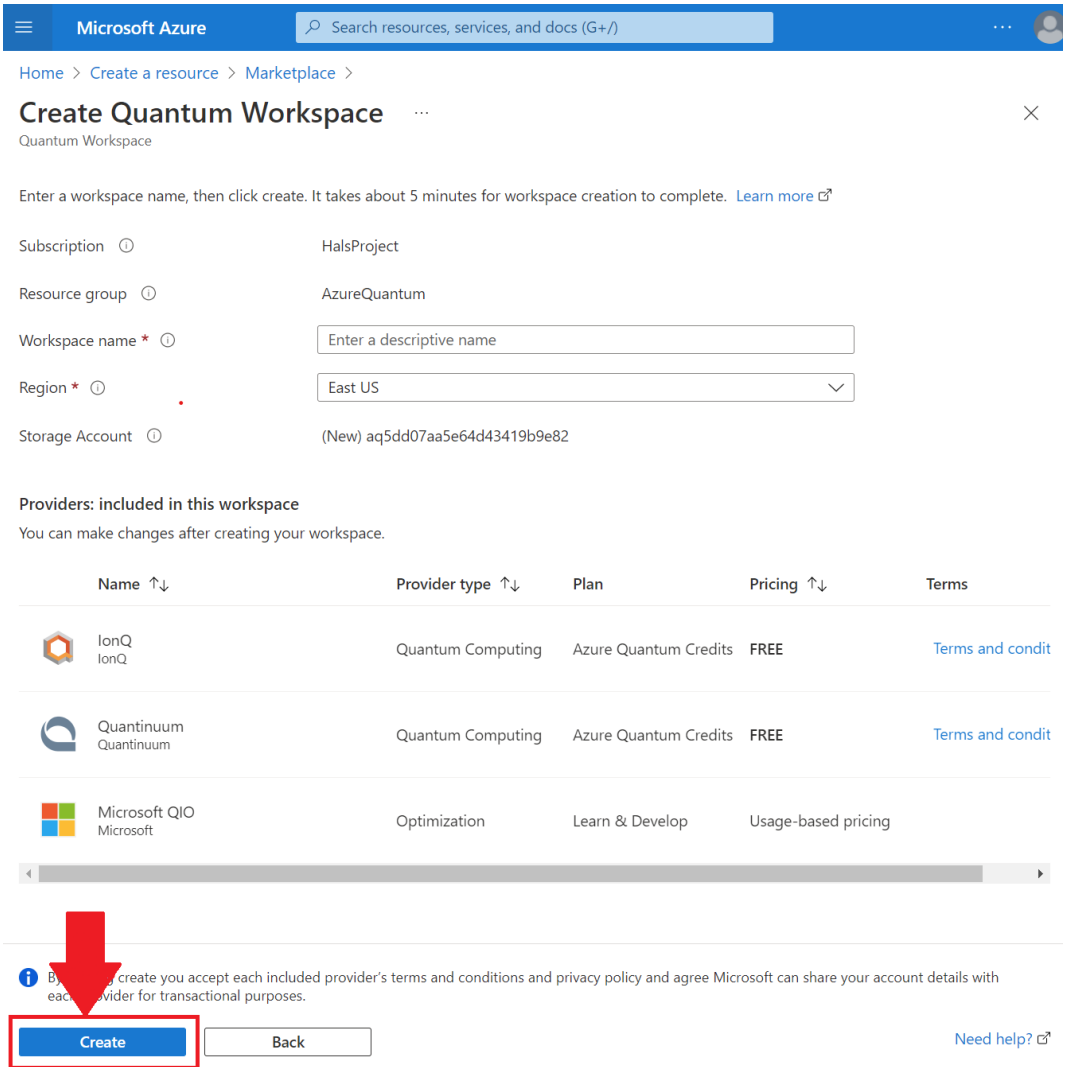 Microsoft Azure
Search resources, services, and docs (G+/)
Home > Create a resource > Marketplace >
Create Quantum Workspace ...
Quantum Workspace
Enter a workspace name, then click create. It takes about 5 minutes for workspace creation to complete. Learn more
Subscription HalsProject
Resource group AzureQuantum
Workspace name * Enter a descriptive name
Region * East US
Storage Account (New) aq5dd07aa5e64d43419b9e82
Providers: included in this workspace
You can make changes after creating your workspace.
Name ↑↓ Provider type ↑↓ Plan Pricing ↑↓ Terms
IonQ
IonQ
Quantum Computing Azure Quantum Credits FREE Terms and condit
Quantinuum
Quantinuum
Quantum Computing Azure Quantum Credits FREE Terms and condit
Microsoft QIO
Microsoft
Optimization Learn & Develop Usage-based pricing
create you accept each included provider's terms and conditions and privacy policy and agree Microsoft can share your account details with
for transactional purposes.
Create Back Need help?